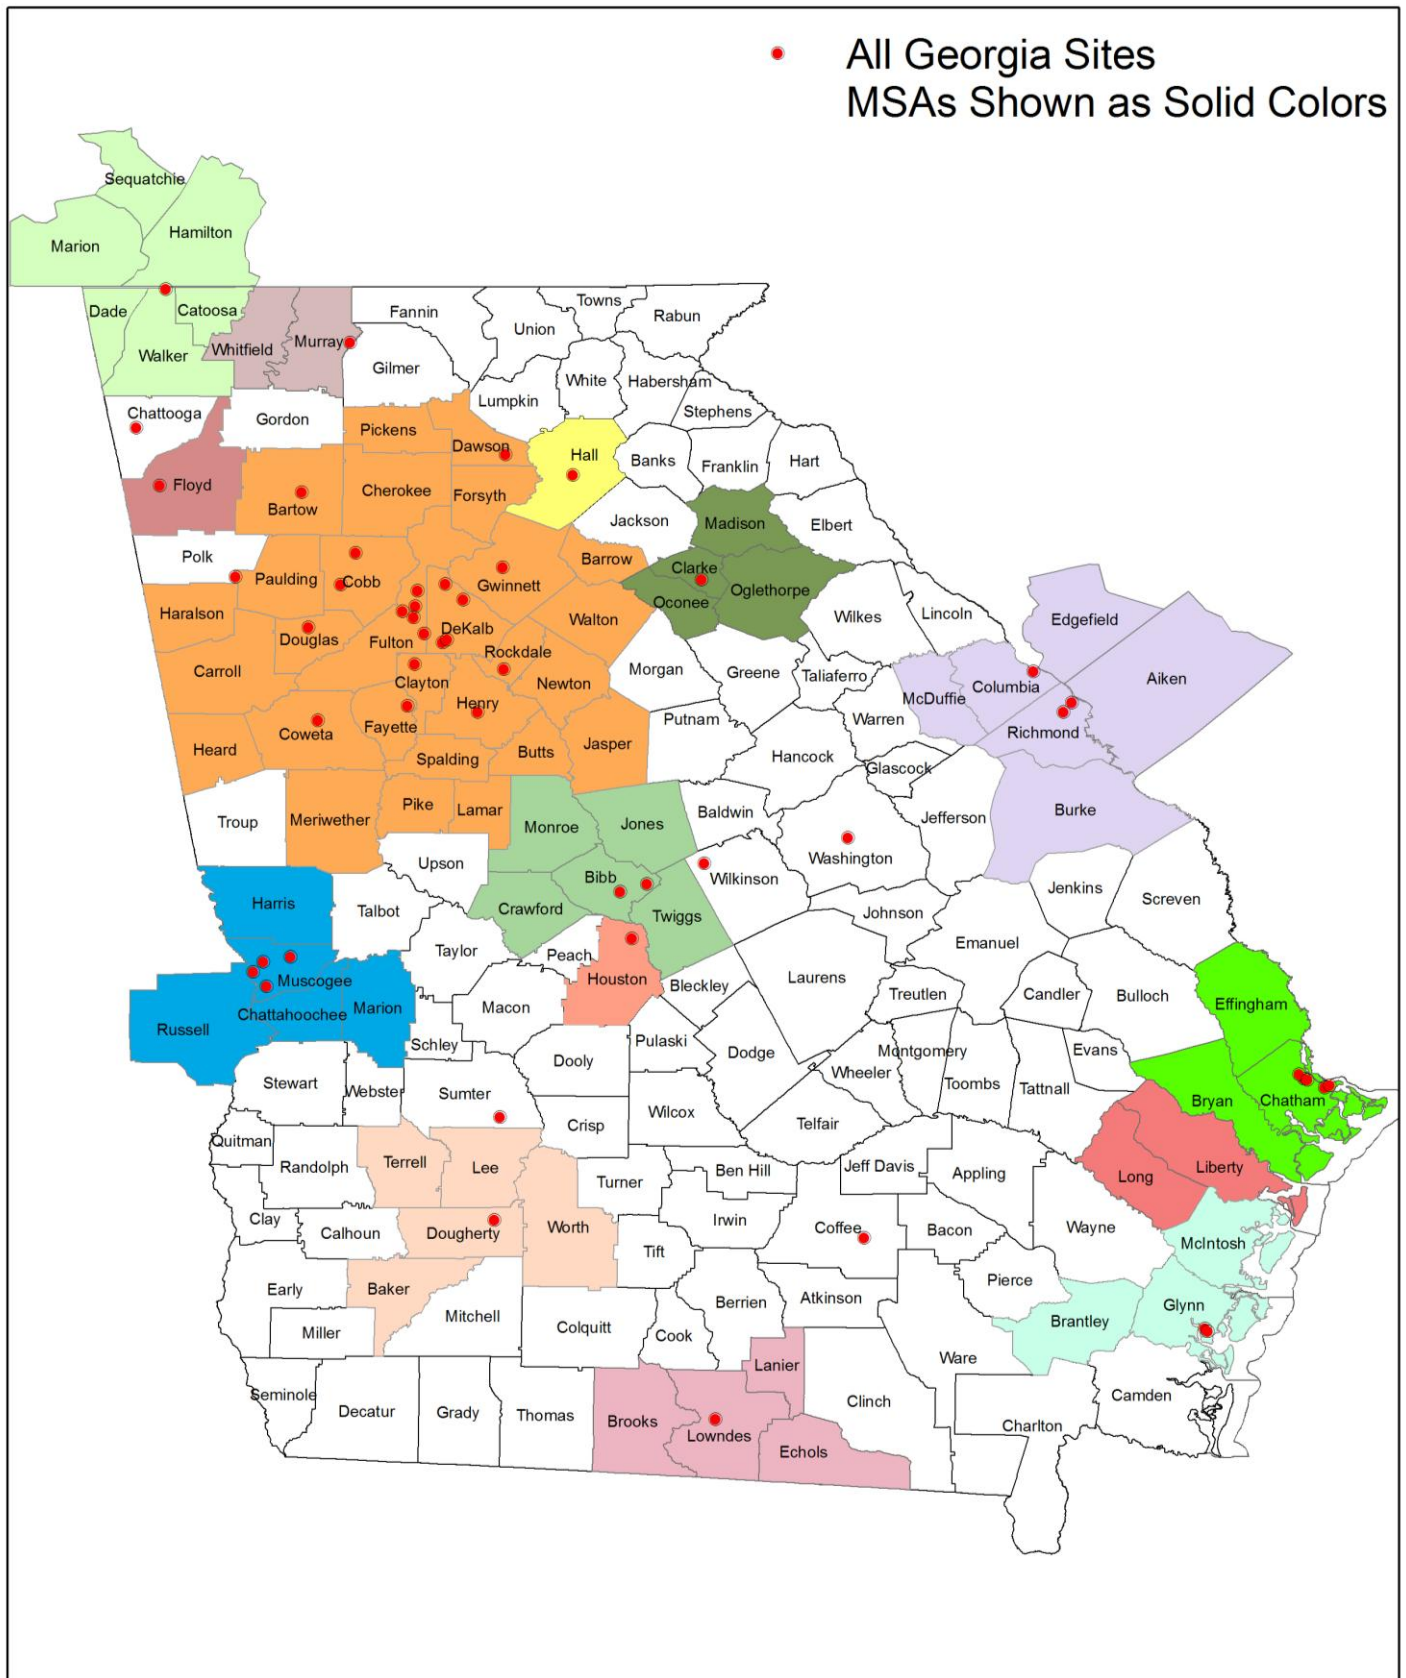 All Georgia Sites
MSAs Shown as Solid Colors
Sequatchie
Hamilton
Marion
Dade
Catoosa
Walker
Whitfield
Murray
Fannin
Gilmer
Union
Towns
Rabun
White
Habersham
Lumpkin
Stephens
Chattooga
Gordon
Pickens
Dawson
Hall
Banks
Franklin
Hart
Floyd
Bartow
Cherokee
Forsyth
Jackson
Madison
Elbert
Polk
Paulding
Cobb
Gwinnett
Barrow
Clarke
Oconee
Oglethorpe
Haralson
Douglas
Fulton
DeKalb
Walton
Wilkes
Lincoln
Edgefield
Carroll
Clayton
Rockdale
Newton
Morgan
Greene
Taliaferro
McDuffie
Columbia
Aiken
Heard
Coweta
Fayette
Henry
Spalding
Butts
Jasper
Putnam
Hancock
Warren
Glascock
Richmond
Troup
Meriwether
Pike
Lamar
Monroe
Jones
Baldwin
Washington
Jefferson
Burke
Upson
Bibb
Wilkinson
Jenkins
Screven
Harris
Talbot
Crawford
Twiggs
Johnson
Emanuel
Taylor
Peach
Houston
Bleckley
Laurens
Treutlen
Candler
Bulloch
Effingham
Muscogee
Chattahoochee
Marion
Russell
Macon
Schley
Dooly
Pulaski
Dodge
Wheeler
Montgomery
Toombs
Tattnall
Evans
Bryan
Chatham
Stewart
Webster
Sumter
Crisp
Wilcox
Telfair
Quitman
Randolph
Terrell
Lee
Turner
Ben Hill
Jeff Davis
Appling
Long
Liberty
Clay
Calhoun
Dougherty
Worth
Irwin
Coffee
Bacon
Wayne
McIntosh
Tift
Early
Baker
Mitchell
Berrien
Atkinson
Pierce
Brantley
Glynn
Miller
Colquitt
Cook
Lanier
Ware
Seminole
Decatur
Grady
Thomas
Brooks
Lowndes
Echols
Clinch
Charlton
Camden